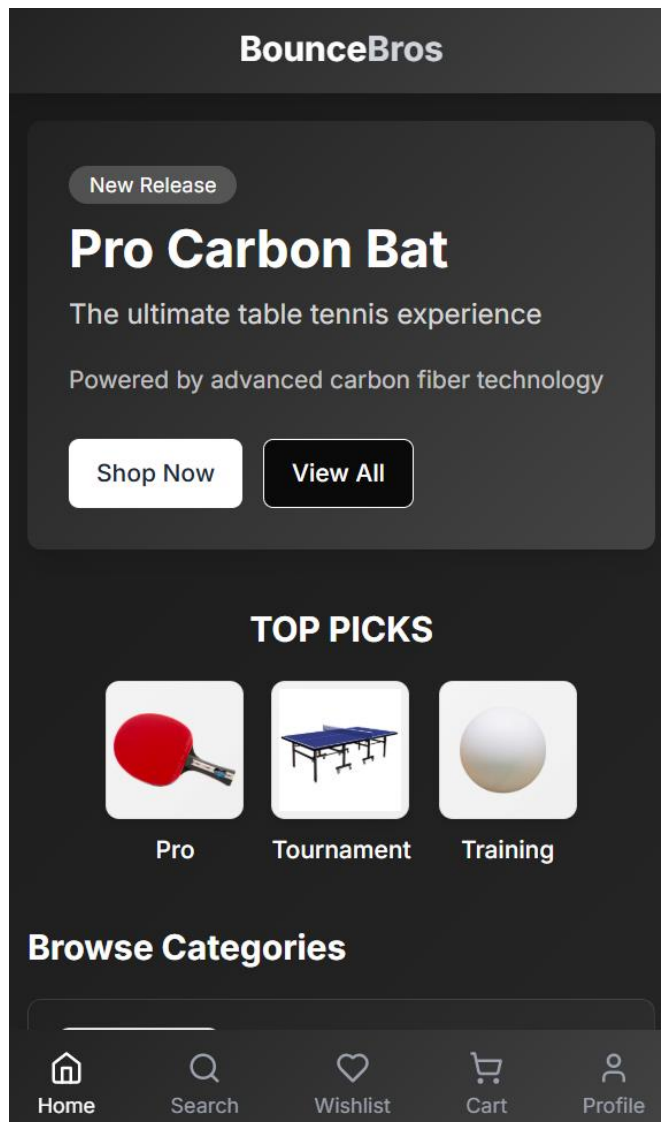 BounceBros
New Release
Pro Carbon Bat
The ultimate table tennis experience
Powered by advanced carbon fiber technology
Shop Now View All
TOP PICKS
Pro Tournament Training
Browse Categories
Home Search Wishlist Cart Profile